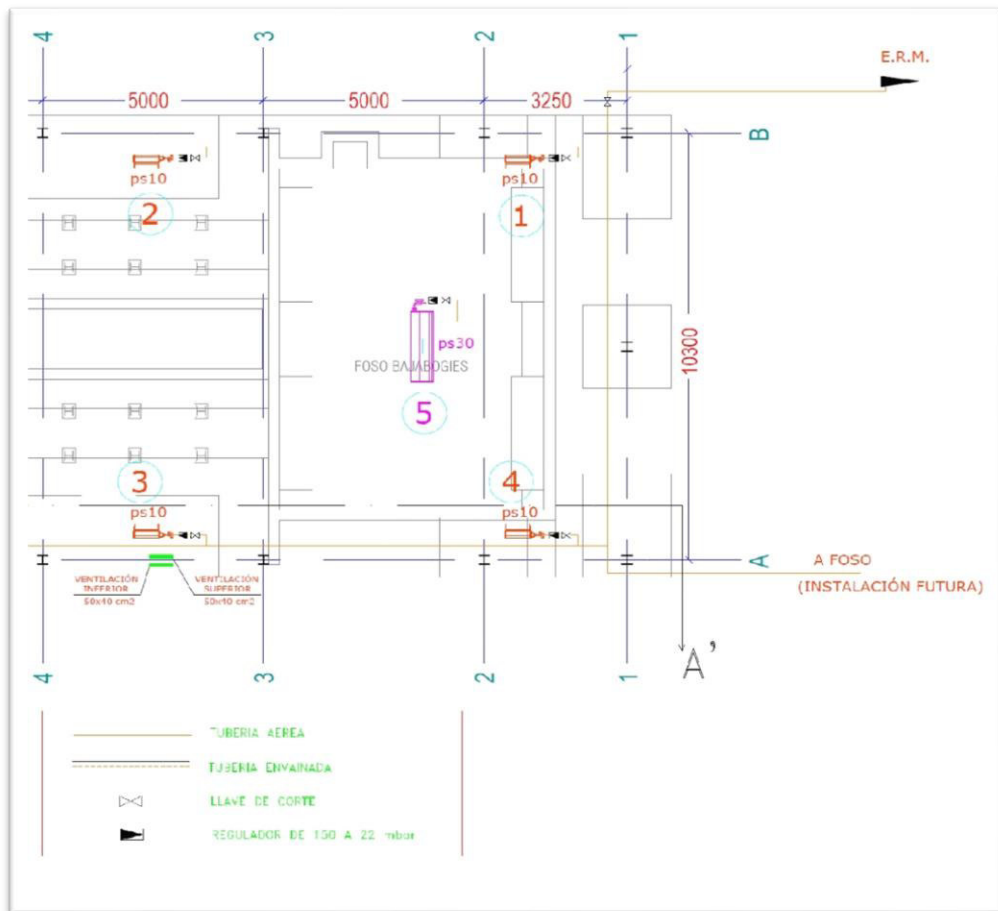 4
3
2
1
E.R.M.
5000
5000
3250
B
ps10
ps10
2
1
ps30
FOSO BAJABOGIES
10300
5
3
4
ps10
ps10
A
A FOSO
(INSTALACIÓN FUTURA)
VENTILACIÓN
INFERIOR
50x40 cm2
VENTILACIÓN
SUPERIOR
50x40 cm2
A'
4
3
2
1
TUBERIA AEREA
TUBERIA ENVAINADA
LLAVE DE CORTE
REGULADOR DE 150 A 22 mbar